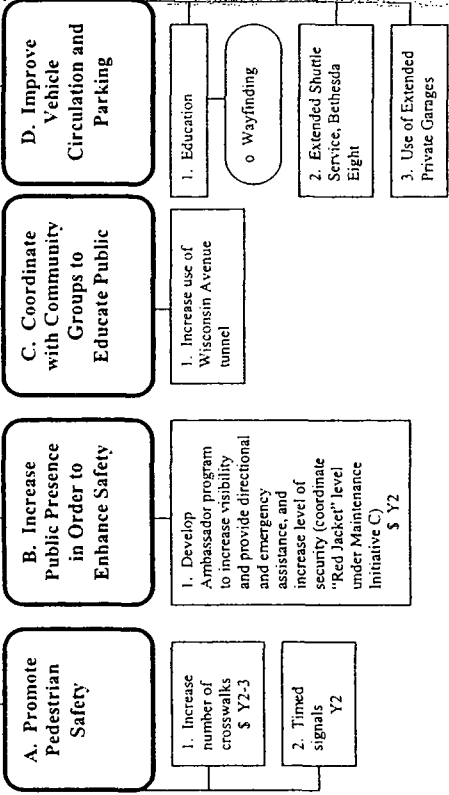 A. Promote
Pedestrian
Safety
1. Increase
number of
crosswalks
$ Y2-3
2. Timed
signals
Y2
B. Increase
Public Presence
in Order to
Enhance Safety
1. Develop
Ambassador program
to increase visibility
and provide directional
and emergency
assistance, and
increase level of
security (coordinate
"Red Jacket" level
under Maintenance
Initiative C)
$ Y2
C. Coordinate
with Community
Groups to
Educate Public
1. Increase use of
Wisconsin Avenue
tunnel
D. Improve
Vehicle
Circulation and
Parking
1. Education
o Wayfinding
2. Extended Shuttle
Service, Bethesda
Eight
3. Use of Extended
Private Garages